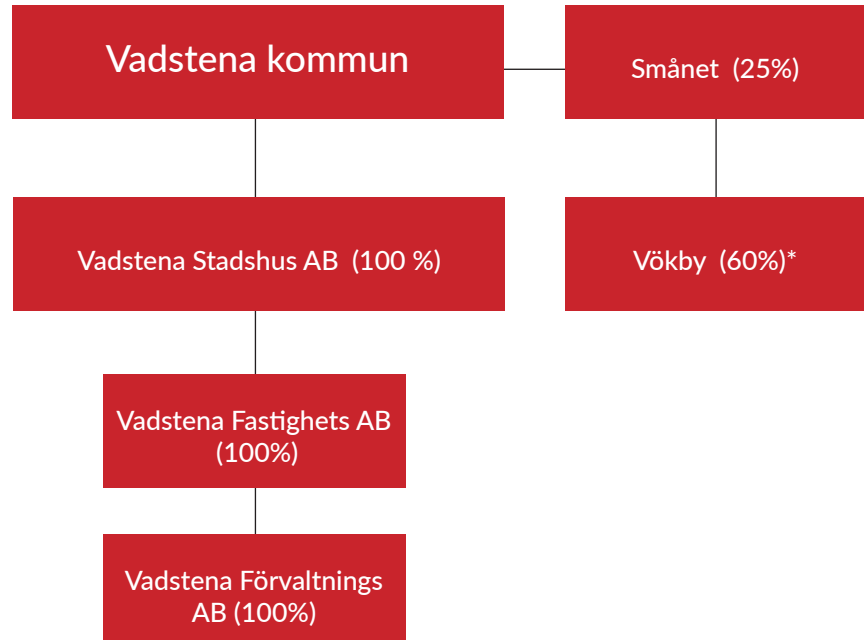 Vadstena kommun
Smånet (25%)
Vadstena Stadshus AB (100 %)
Vökby (60%)*
Vadstena Fastighets AB
(100%)
Vadstena Förvaltnings
AB (100%)